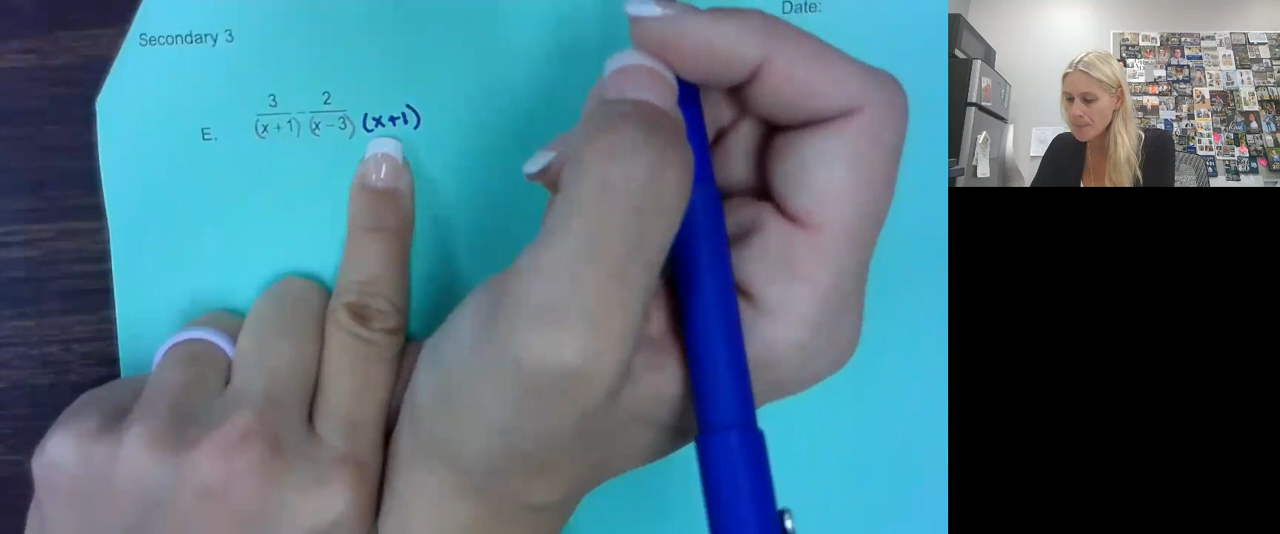 Date:
Secondary 3
E. 3/(x + 1) - 2/(x - 3) (x+1)